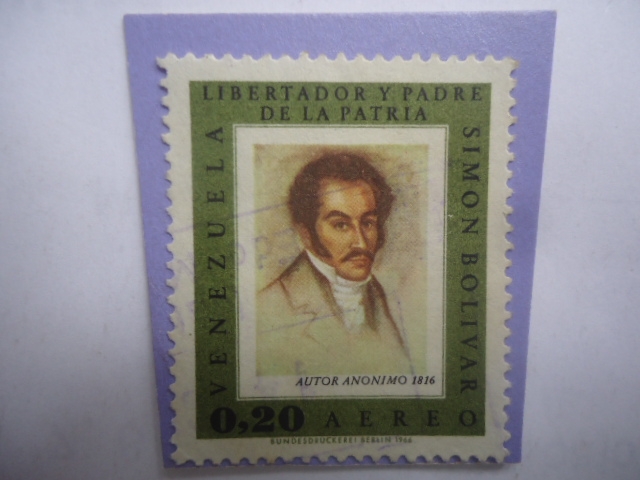 LIBERTADOR Y PADRE
DE LA PATRIA
VENEZUELA
SIMON BOLIVAR
AUTOR ANONIMO 1816
0,20 AEREO
BUNDESDRUCKEREI BERLIN 1966